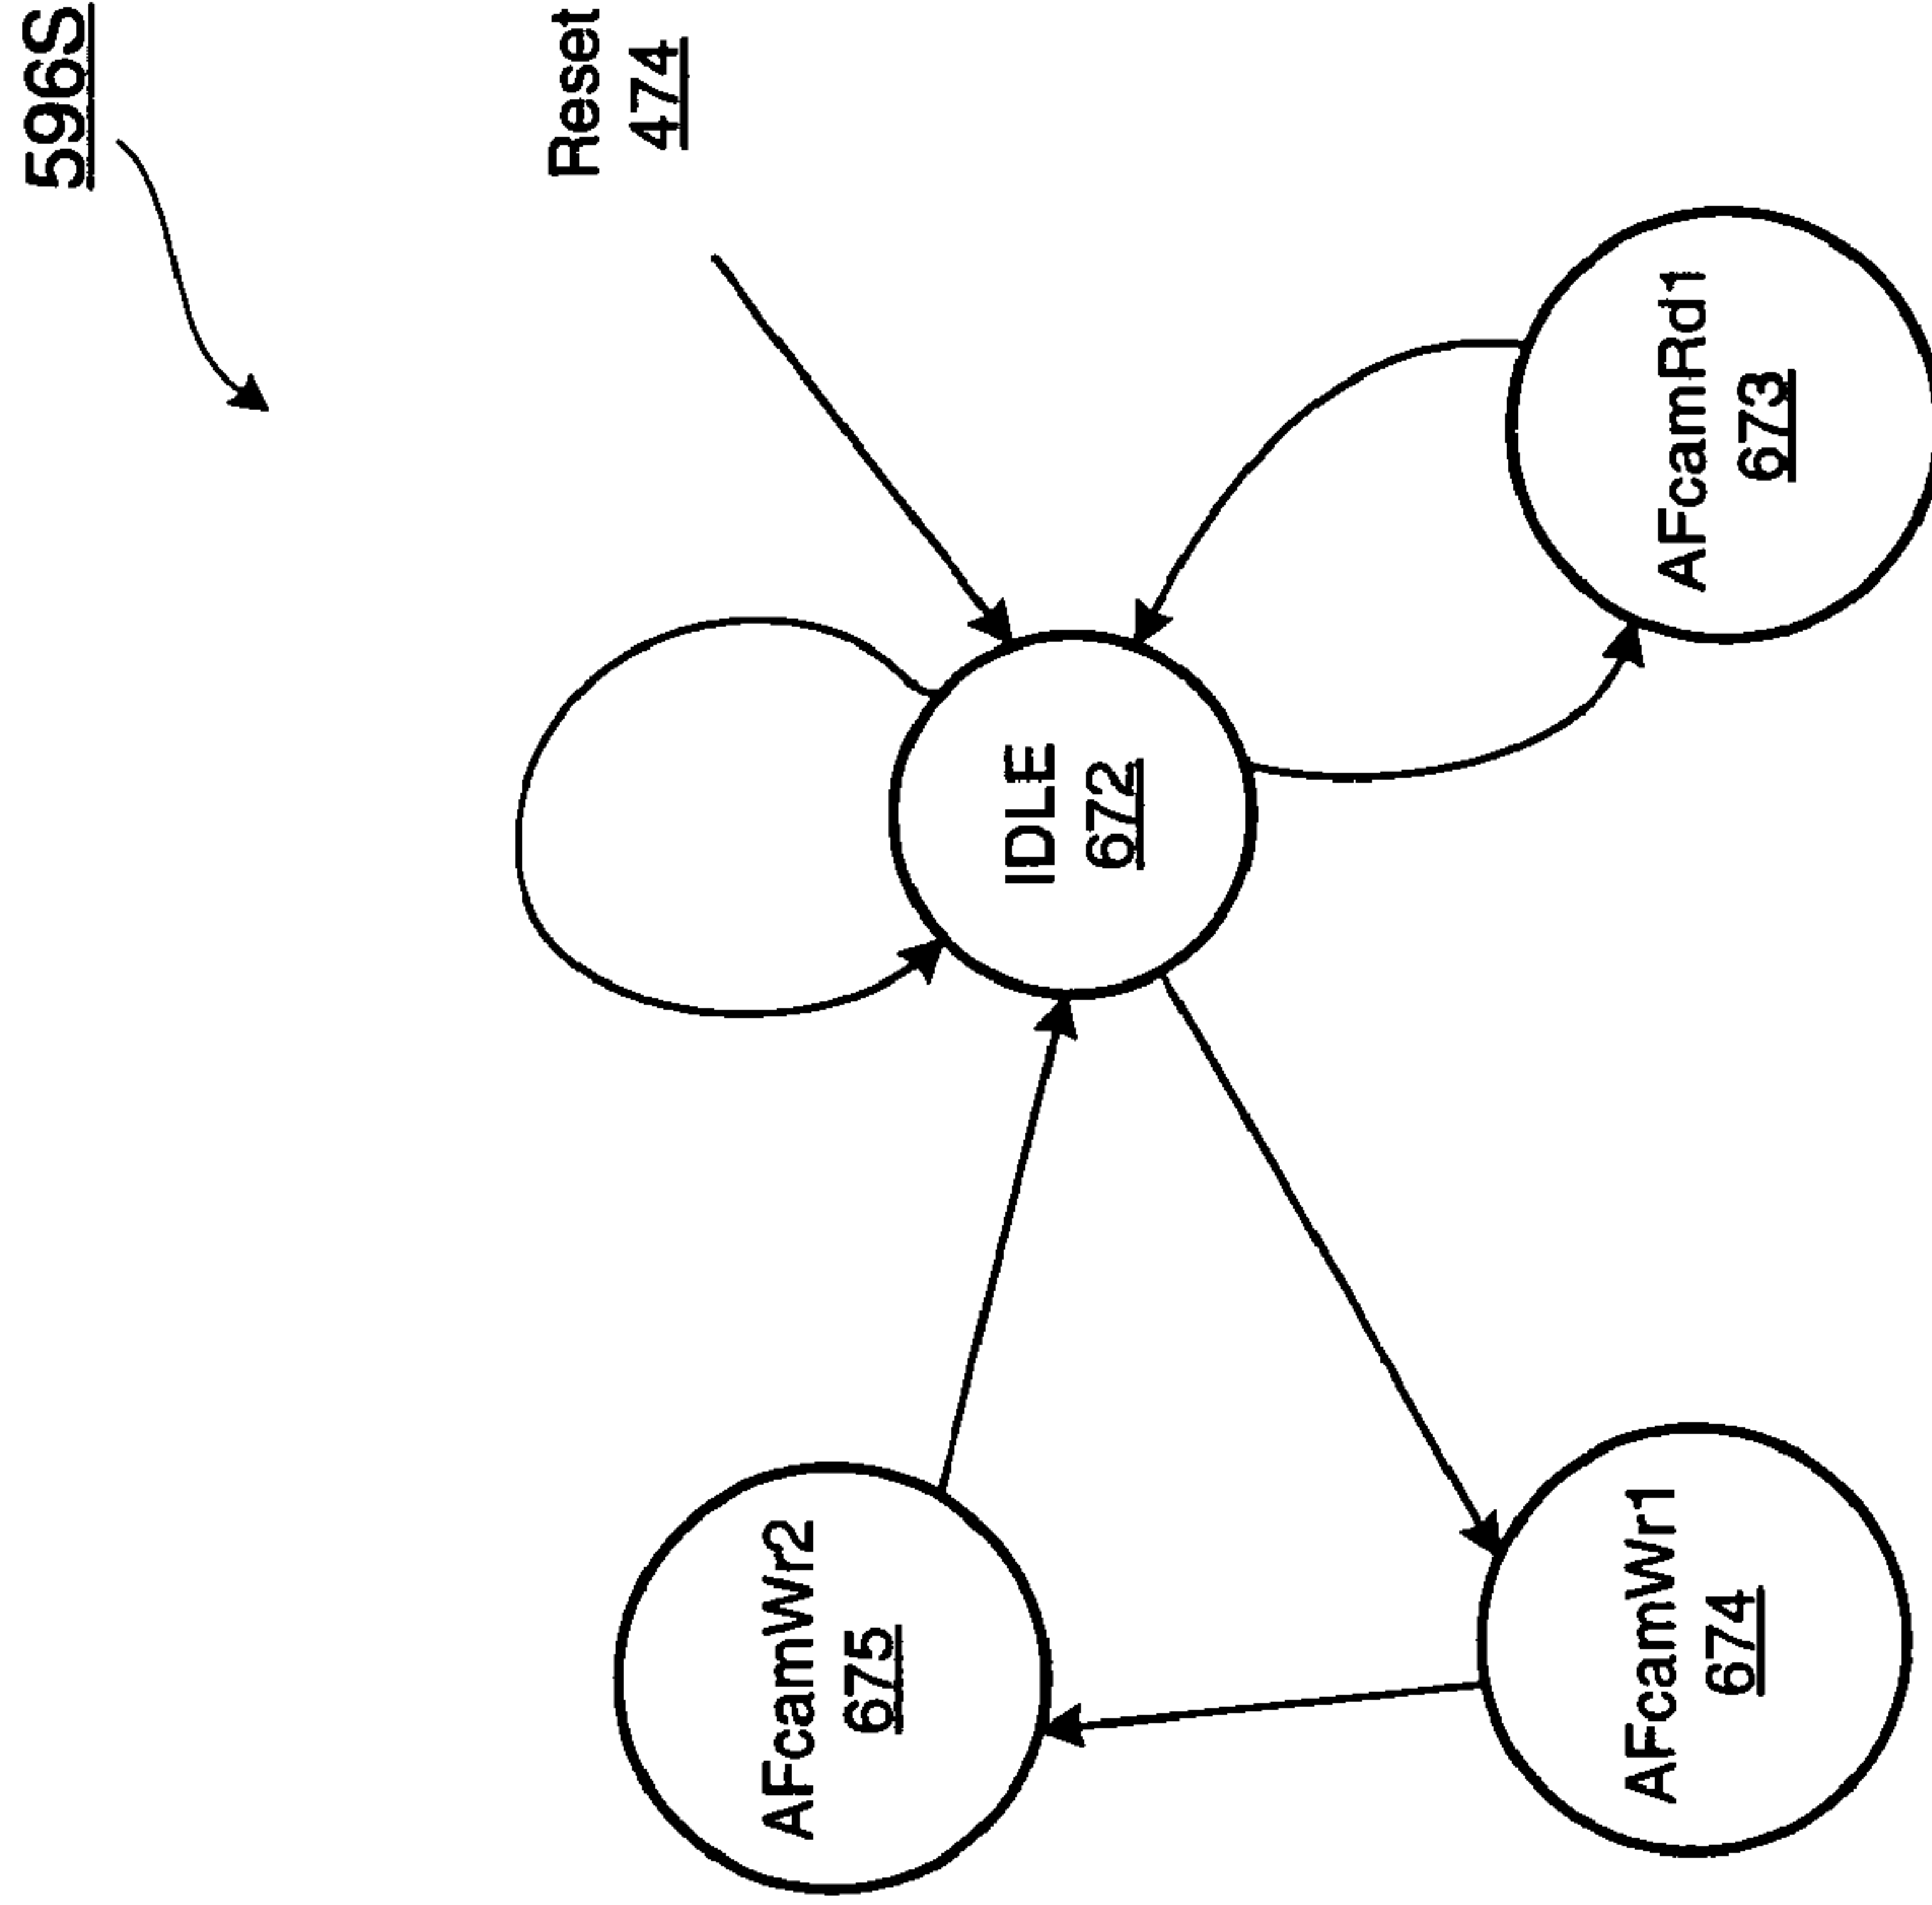 596S
Reset
474
AFcamWr2
675
IDLE
672
AFcamWr1
674
AFcamRd1
673